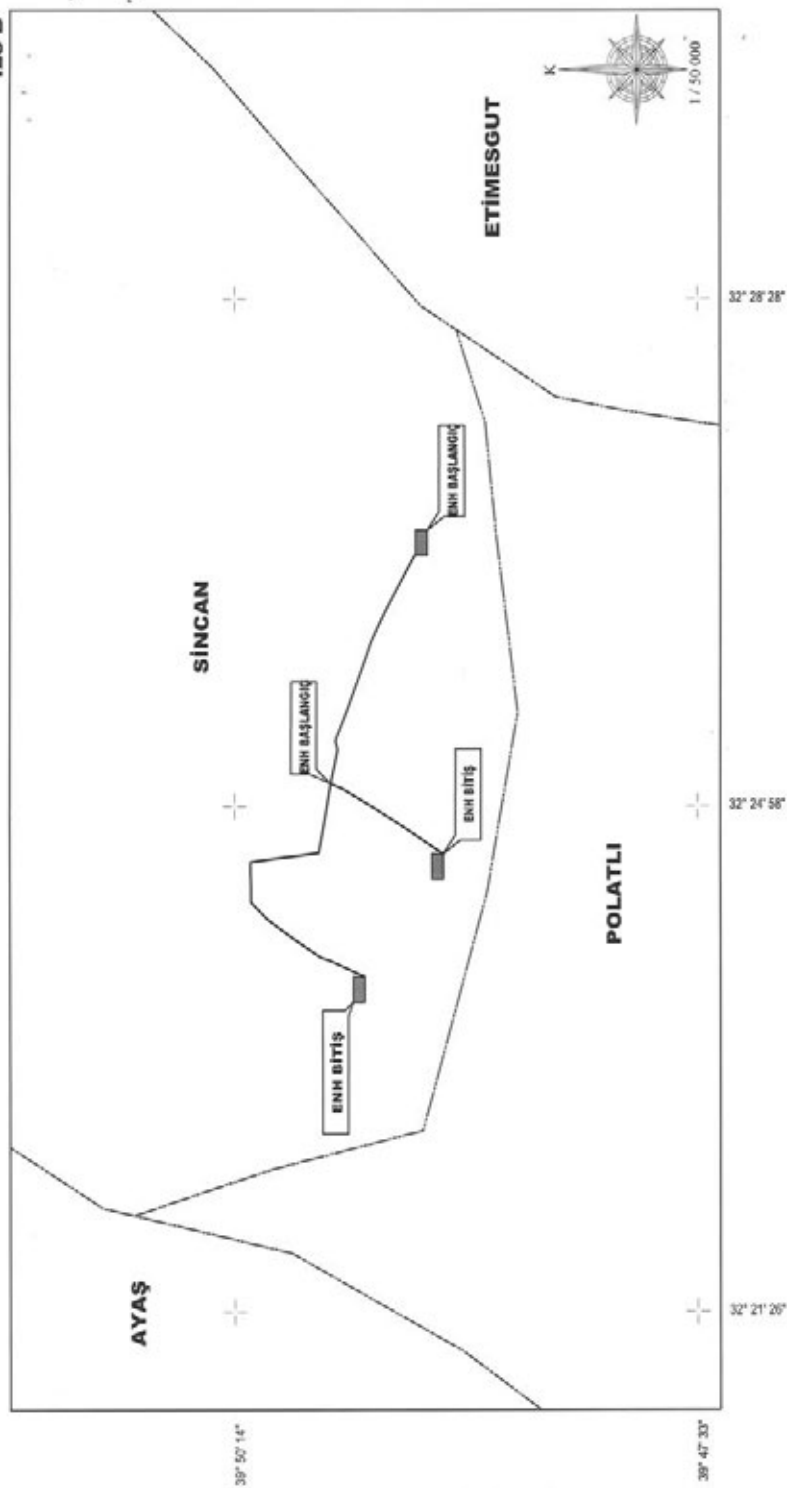 ETİMESGUT
K
1 / 50 000
SİNCAN
ENH BAŞLANGIÇ
ENH BAŞLANGIÇ
ENH BİTİŞ
ENH BİTİŞ
POLATLI
AYAŞ
32° 28' 28"
32° 24' 58"
32° 21' 26"
39° 50' 14"
39° 47' 33"